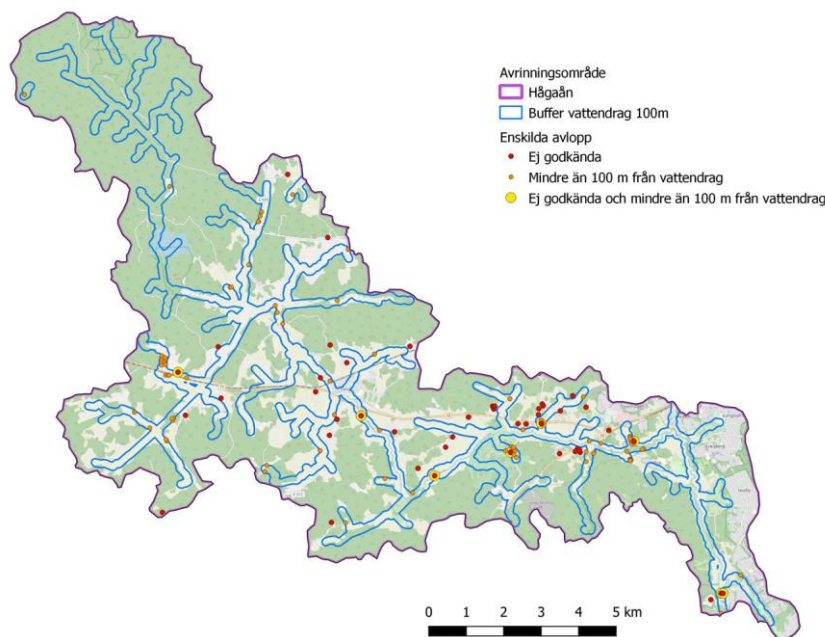 Avrinningsområde
Hågaån
Buffer vattendrag 100m
Enskilda avlopp
Ej godkända
Mindre än 100 m från vattendrag
Ej godkända och mindre än 100 m från vattendrag
0 1 2 3 4 5 km